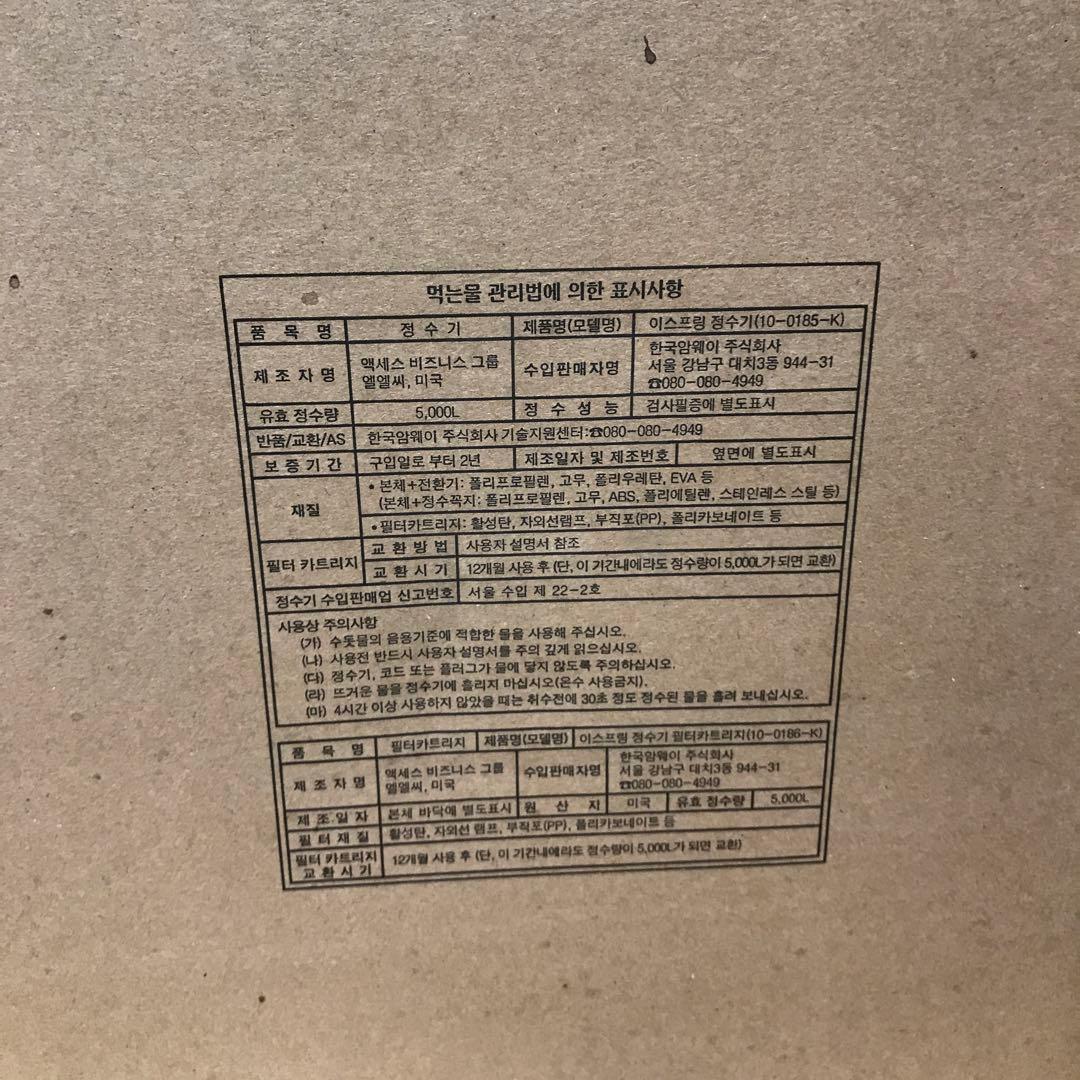 먹는물 관리법에 의한 표시사항
품 목 명 정 수 기 제품명(모델명) 이스프링 정수기(10-0185-K)
제 조 자 명 액세스 비즈니스 그룹 엘엘씨, 미국 수입판매자명 한국암웨이 주식회사
서울 강남구 대치3동 944-31
☎080-080-4949
유효 정수량 5,000L 정 수 성 능 검사필증에 별도표시
반품/교환/AS 한국암웨이 주식회사 기술지원센터:☎080-080-4949
보 증 기 간 구입일로 부터 2년 제조일자 및 제조번호 옆면에 별도표시
재질 • 본체+전환기: 폴리프로필렌, 고무, 폴리우레탄, EVA 등
(본체+정수꼭지: 폴리프로필렌, 고무, ABS, 폴리에틸렌, 스테인레스 스틸 등)
• 필터카트리지: 활성탄, 자외선램프, 부직포(PP), 폴리카보네이트 등
필터 카트리지 교 환 방 법 사용자 설명서 참조
교 환 시 기 12개월 사용 후 (단, 이 기간내에라도 정수량이 5,000L가 되면 교환)
정수기 수입판매업 신고번호 서울 수입 제 22-2호
사용상 주의사항
(가) 수돗물의 음용기준에 적합한 물을 사용해 주십시오.
(나) 사용전 반드시 사용자 설명서를 주의 깊게 읽으십시오.
(다) 정수기, 코드 또는 플러그가 물에 닿지 않도록 주의하십시오.
(라) 뜨거운 물을 정수기에 흘리지 마십시오(온수 사용금지).
(마) 4시간 이상 사용하지 않았을 때는 취수전에 30초 정도 정수된 물을 흘려 보내십시오.
품 목 명 필터카트리지 제품명(모델명) 이스프링 정수기 필터카트리지(10-0186-K)
제 조 자 명 액세스 비즈니스 그룹 엘엘씨, 미국 수입판매자명 한국암웨이 주식회사
서울 강남구 대치3동 944-31
☎080-080-4949
제 조 일 자 본체 바닥에 별도표시 원 산 지 미국 유효 정수량 5,000L
필 터 재 질 활성탄, 자외선 램프, 부직포(PP), 폴리카보네이트 등
필터 카트리지
교 환 시 기 12개월 사용 후 (단, 이 기간내에라도 정수량이 5,000L가 되면 교환)